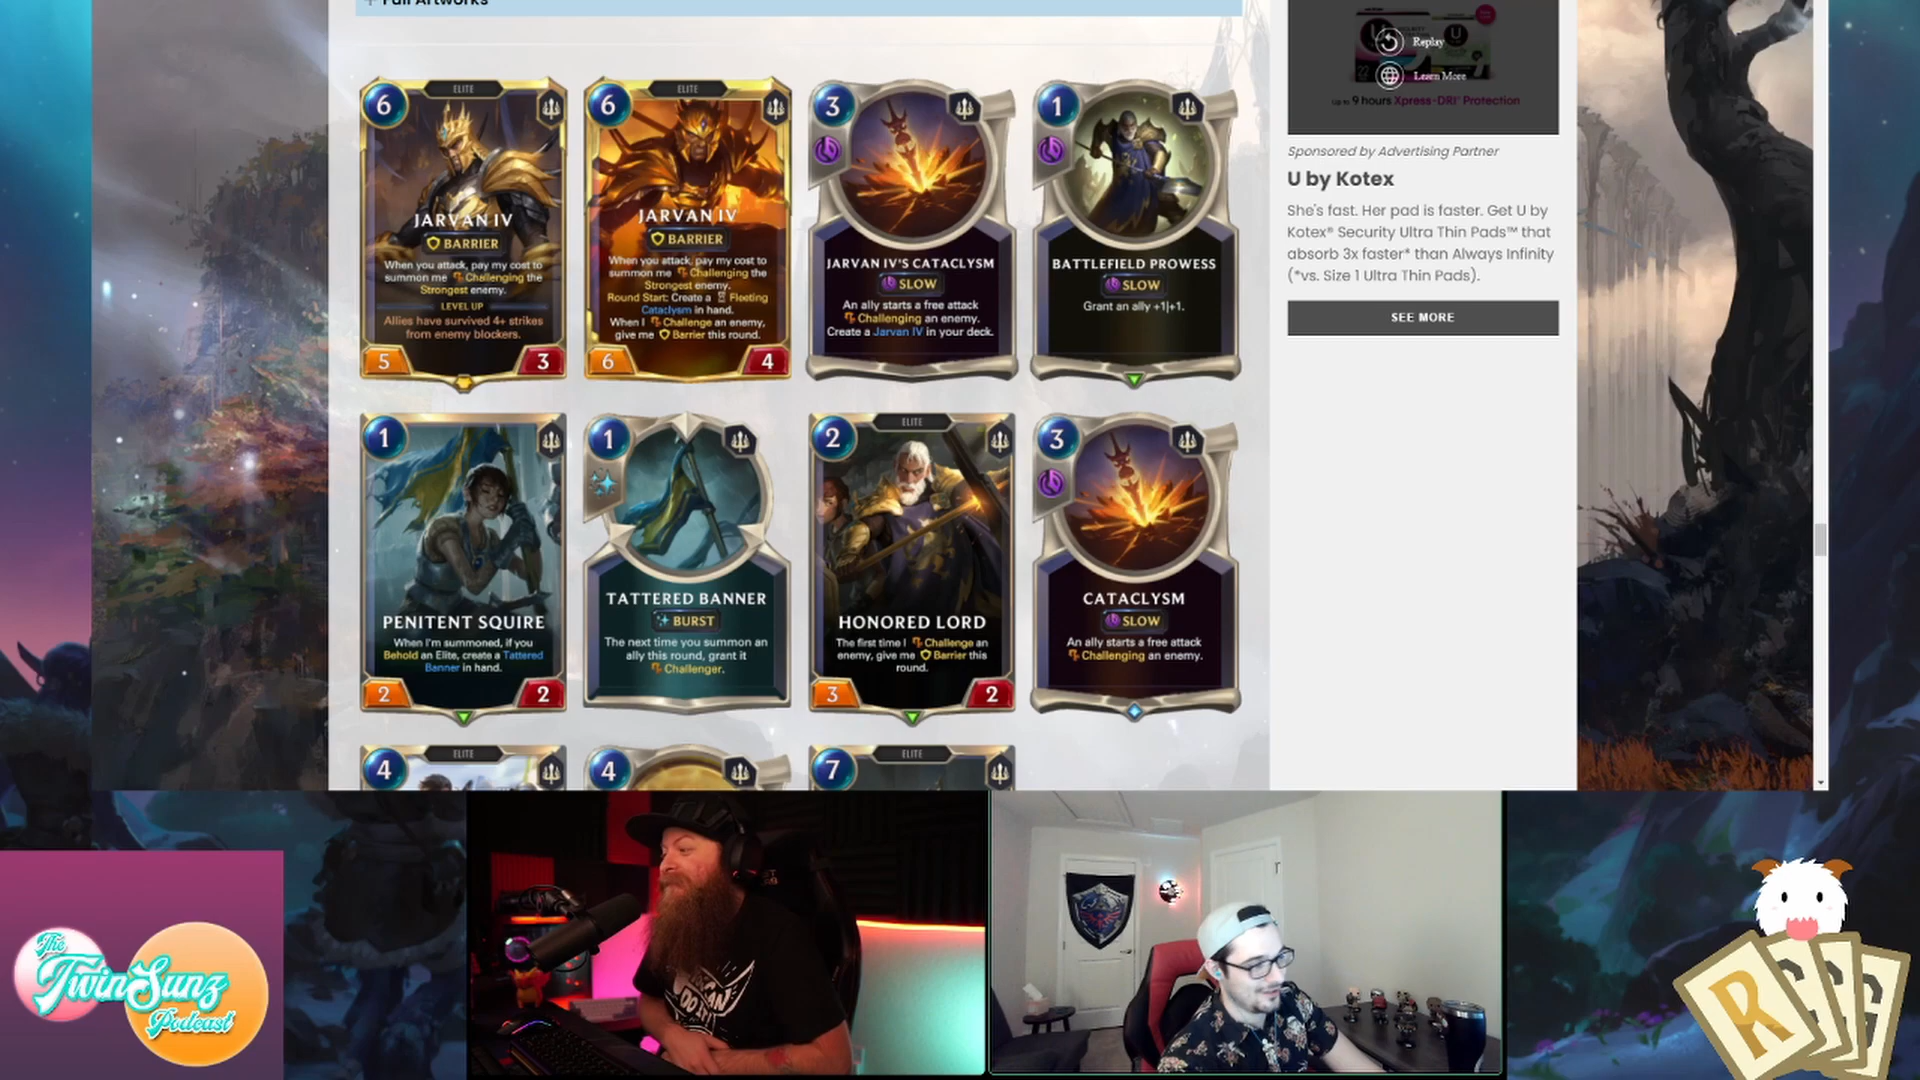 Full Artworks
6
ELITE
JARVAN IV
BARRIER
When you attack, pay my cost to
summon me Challenging the
Strongest enemy.
LEVEL UP
Allies have survived 4+ strikes
from enemy blockers.
5
3
6
ELITE
JARVAN IV
BARRIER
When you attack, pay my cost to
summon me Challenging the
Strongest enemy.
Round Start: Create a Fleeting
Cataclysm in hand.
When I Challenge an enemy,
give me Barrier this round.
6
4
3
JARVAN IV'S CATACLYSM
SLOW
An ally starts a free attack
Challenging an enemy.
Create a Jarvan IV in your deck.
1
BATTLEFIELD PROWESS
SLOW
Grant an ally +1|+1.
1
PENITENT SQUIRE
When I'm summoned, if you
Behold an Elite, create a Tattered
Banner in hand.
2
2
1
TATTERED BANNER
BURST
The next time you summon an
ally this round, grant it
Challenger.
2
ELITE
HONORED LORD
The first time I Challenge an
enemy, give me Barrier this
round.
3
2
3
CATACLYSM
SLOW
An ally starts a free attack
Challenging an enemy.
4
ELITE
4
7
ELITE
Replay
Learn More
Up to 9 hours Xpress-DRI® Protection
Sponsored by Advertising Partner
U by Kotex
She's fast. Her pad is faster. Get U by
Kotex® Security Ultra Thin Pads™ that
absorb 3x faster* than Always Infinity
(*vs. Size 1 Ultra Thin Pads).
SEE MORE
The
TwinSunz
Podcast
R